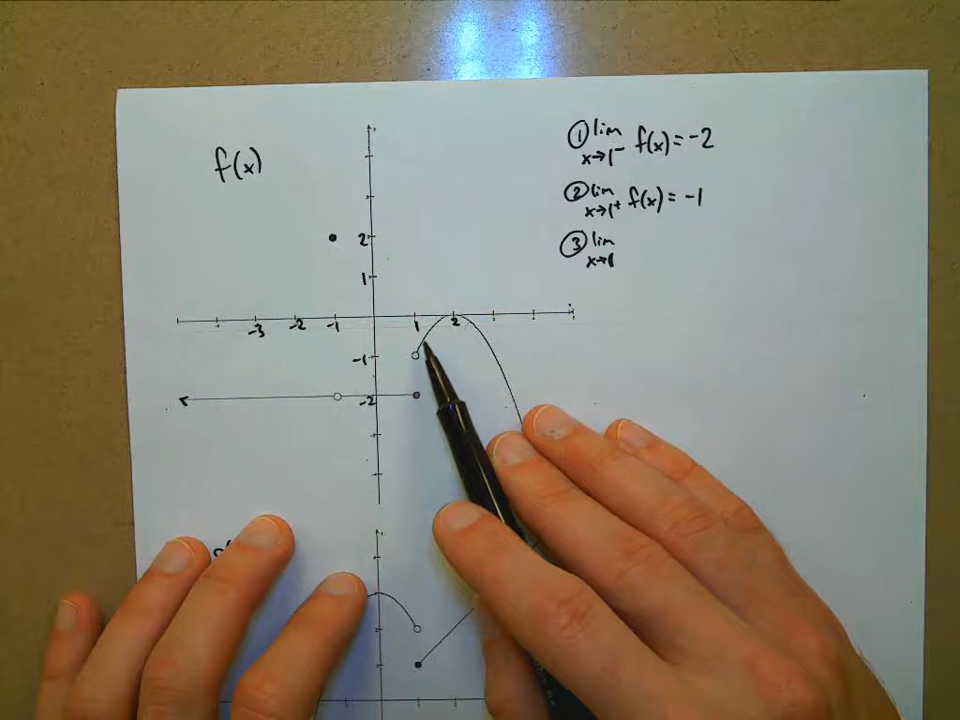 ① lim x→1⁻ f(x) = -2
f(x)
② lim x→1⁺ f(x) = -1
2
③ lim x→1
1
-3 -2 -1 1 2
-1
-2